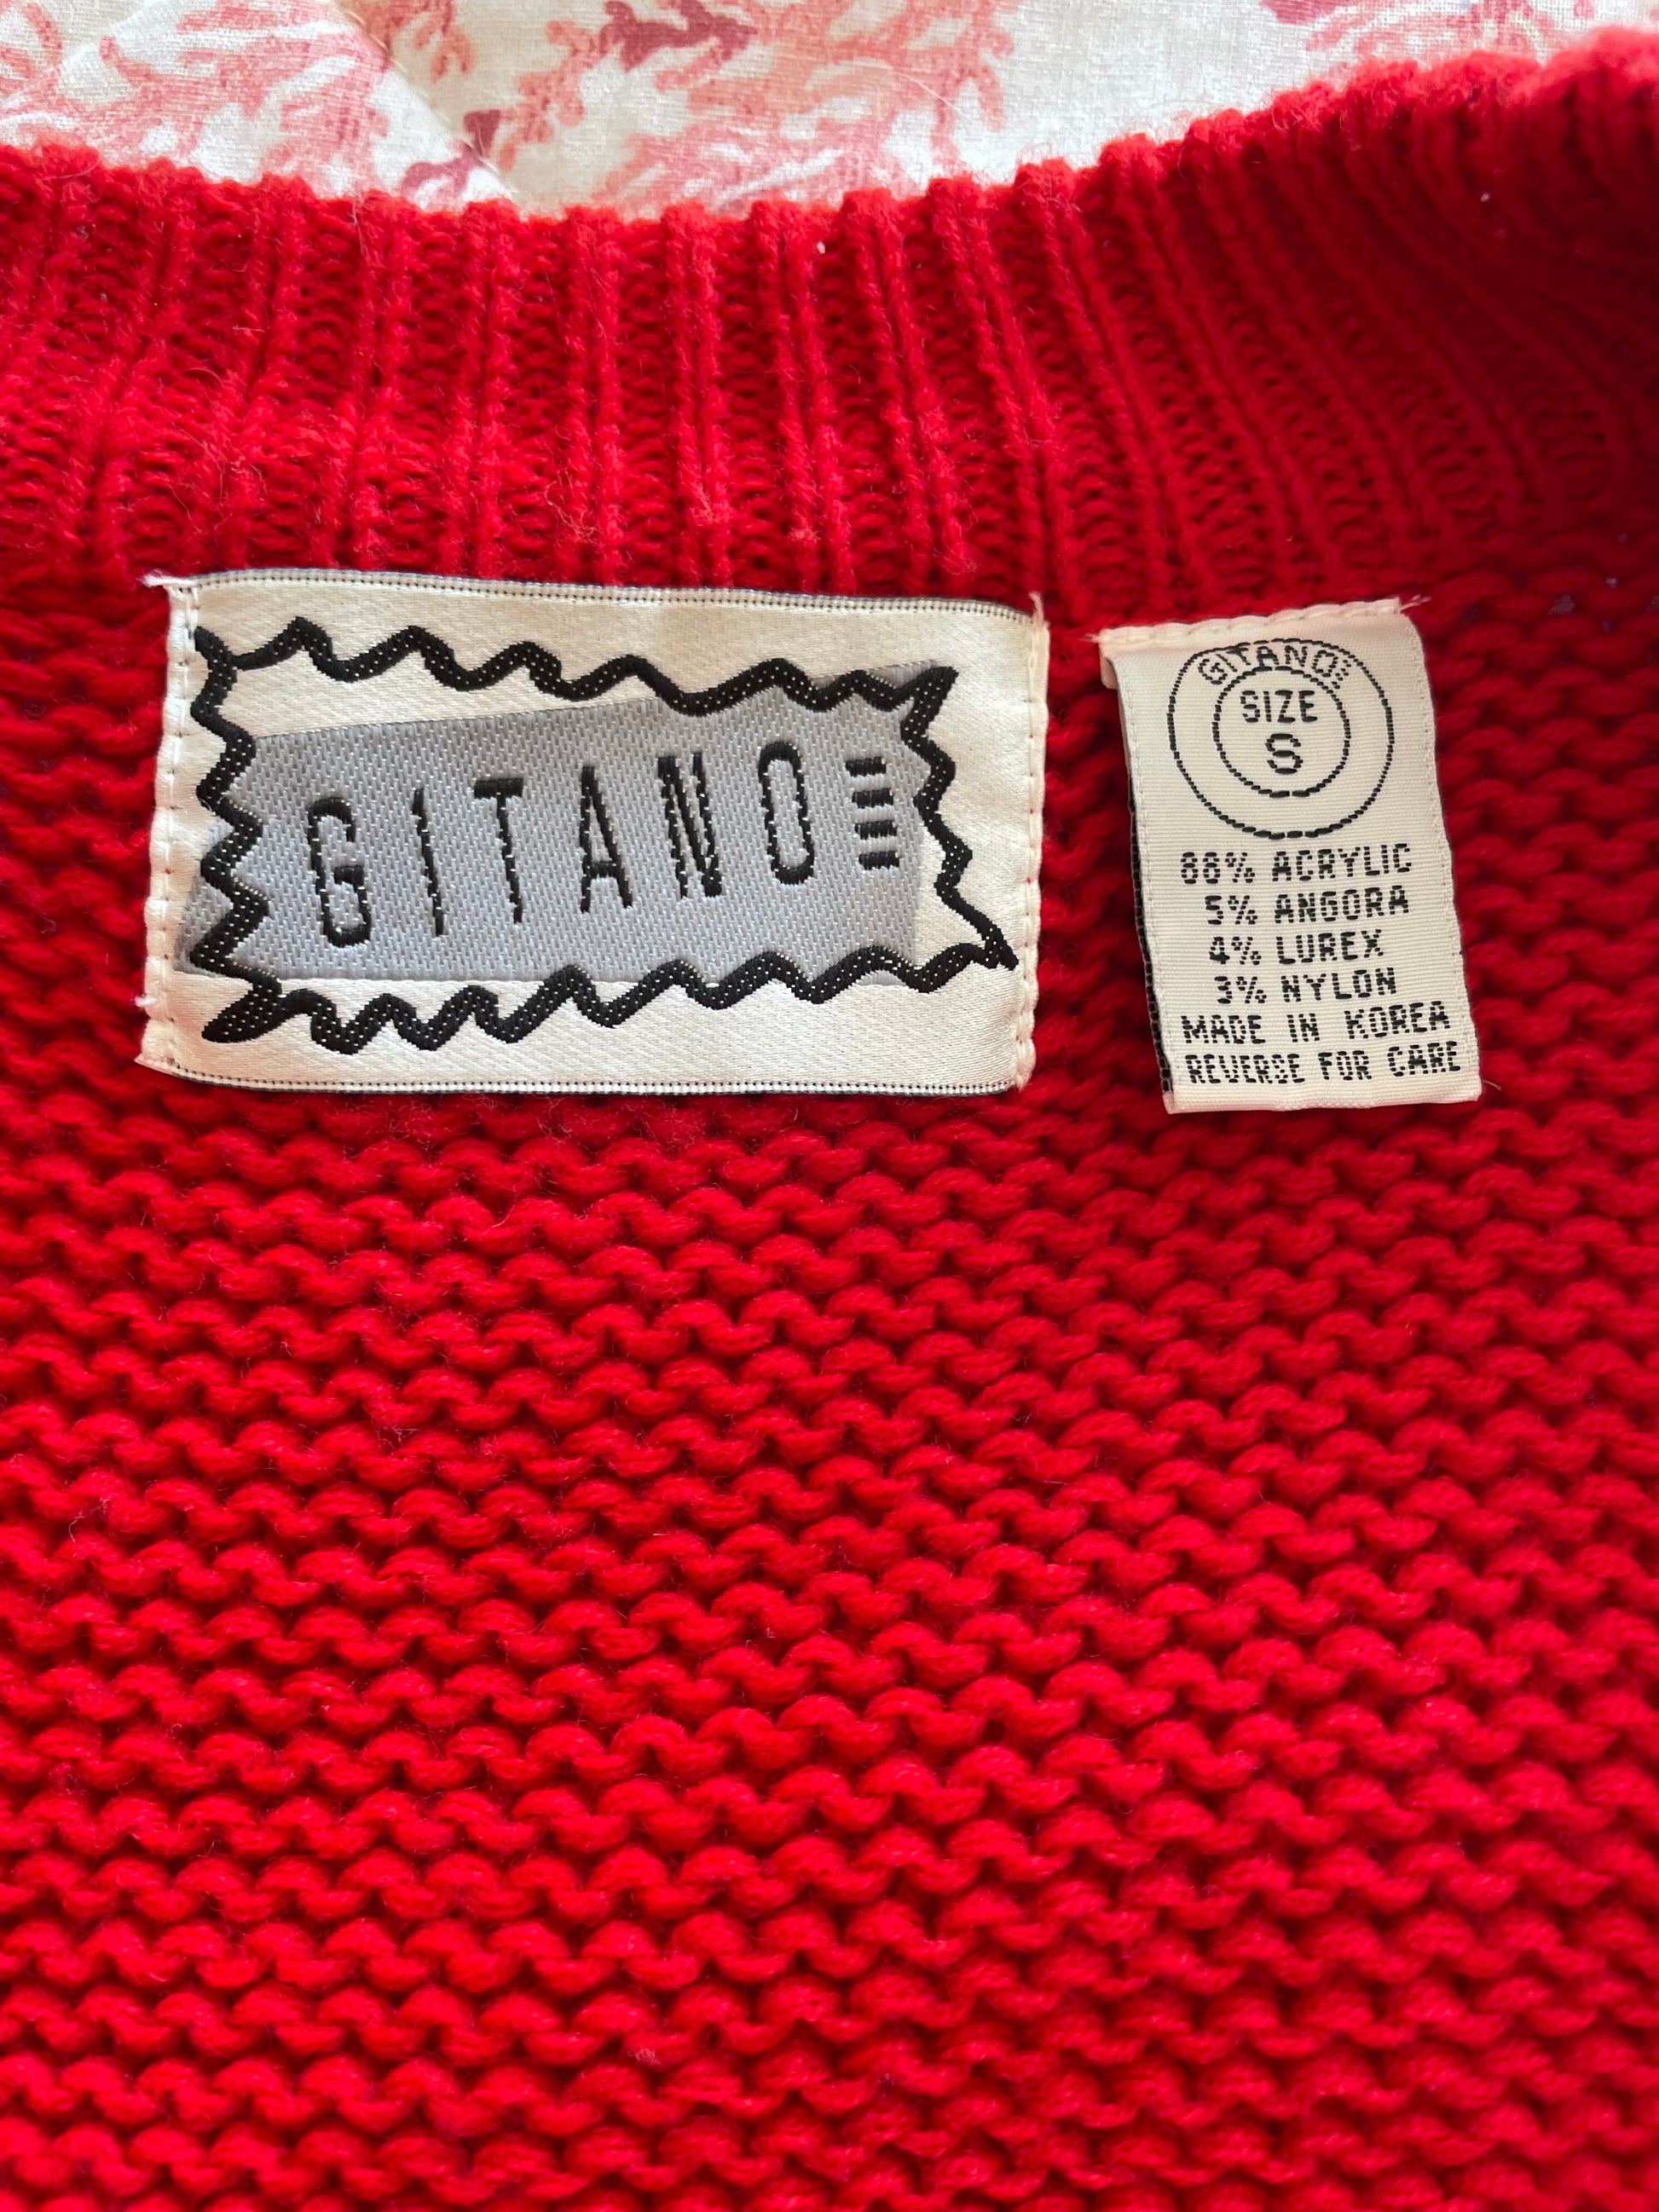 GITANO
GITANO
SIZE
S
88% ACRYLIC
5% ANGORA
4% LUREX
3% NYLON
MADE IN KOREA
REVERSE FOR CARE